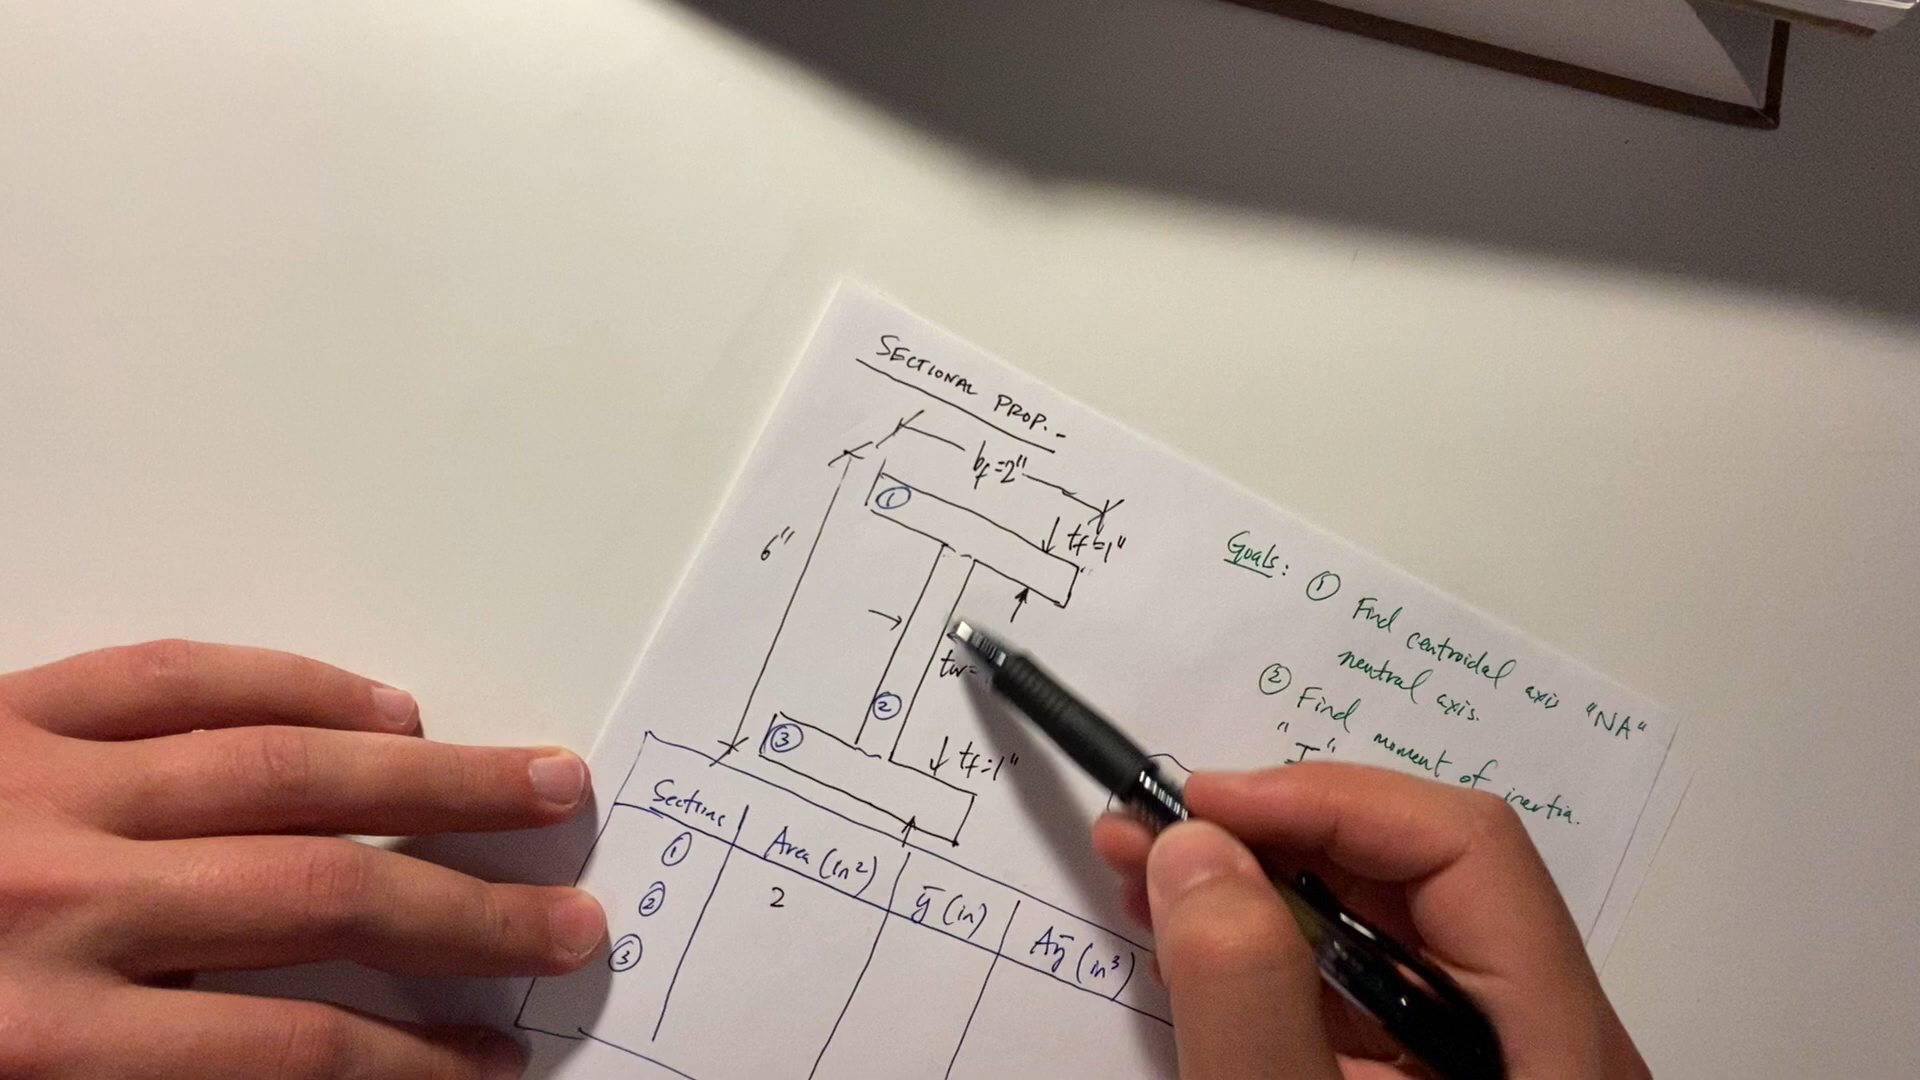 SECTIONAL PROP.-
bf=2"
①
tf=1"
6"
tw=
②
③
tf=1"
Goals: ① Find centroidal axis "NA"
neutral axis.
② Find moment of inertia.
"I"
Sections Area (in²) ȳ (in) Aȳ (in³)
① 2
②
③